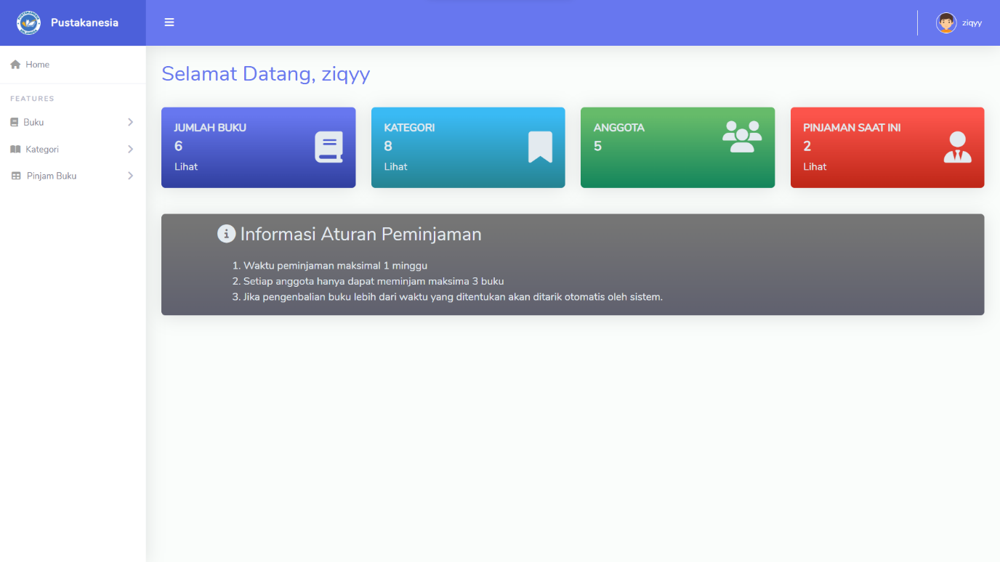 Pustakanesia
ziqyy
Home
FEATURES
Buku
Kategori
Pinjam Buku
Selamat Datang, ziqyy
JUMLAH BUKU
6
Lihat
KATEGORI
8
Lihat
ANGGOTA
5
PINJAMAN SAAT INI
2
Lihat
Informasi Aturan Peminjaman
1. Waktu peminjaman maksimal 1 minggu
2. Setiap anggota hanya dapat meminjam maksima 3 buku
3. Jika pengenbalian buku lebih dari waktu yang ditentukan akan ditarik otomatis oleh sistem.